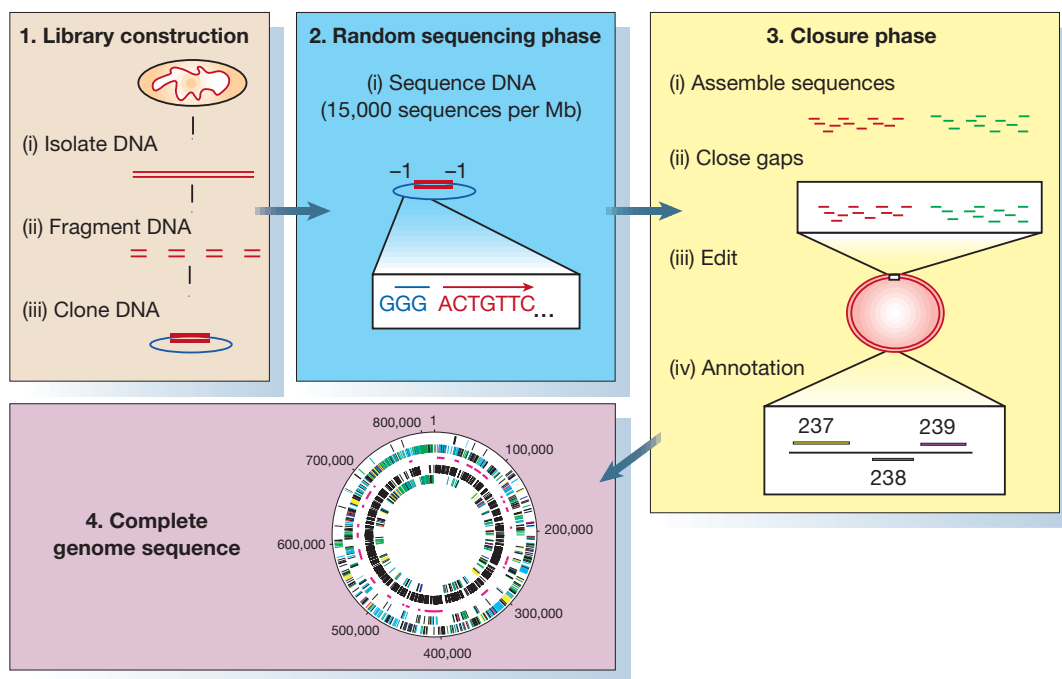 1. Library construction
(i) Isolate DNA
(ii) Fragment DNA
(iii) Clone DNA
2. Random sequencing phase
(i) Sequence DNA
(15,000 sequences per Mb)
–1 –1
GGG ACTGTTC...
3. Closure phase
(i) Assemble sequences
(ii) Close gaps
(iii) Edit
(iv) Annotation
237 239
238
4. Complete
genome sequence
800,000 1
100,000
700,000
200,000
600,000
300,000
500,000
400,000